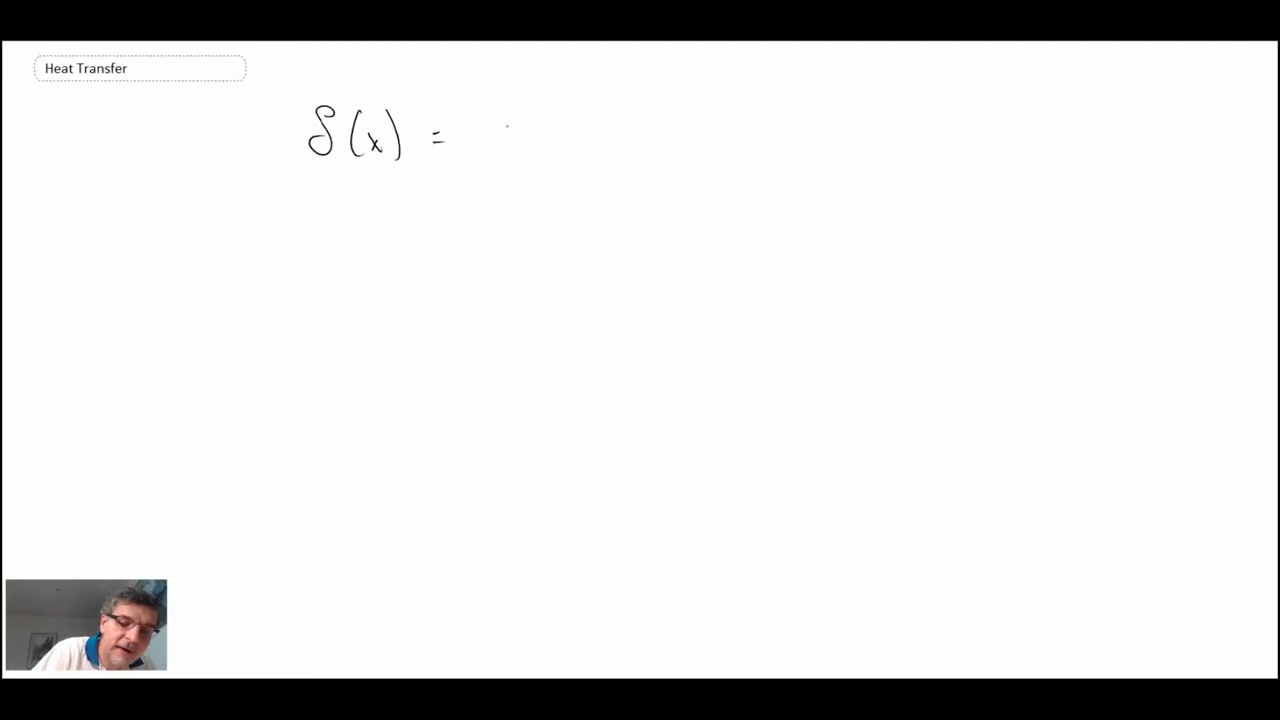 Heat Transfer
δ(x) =